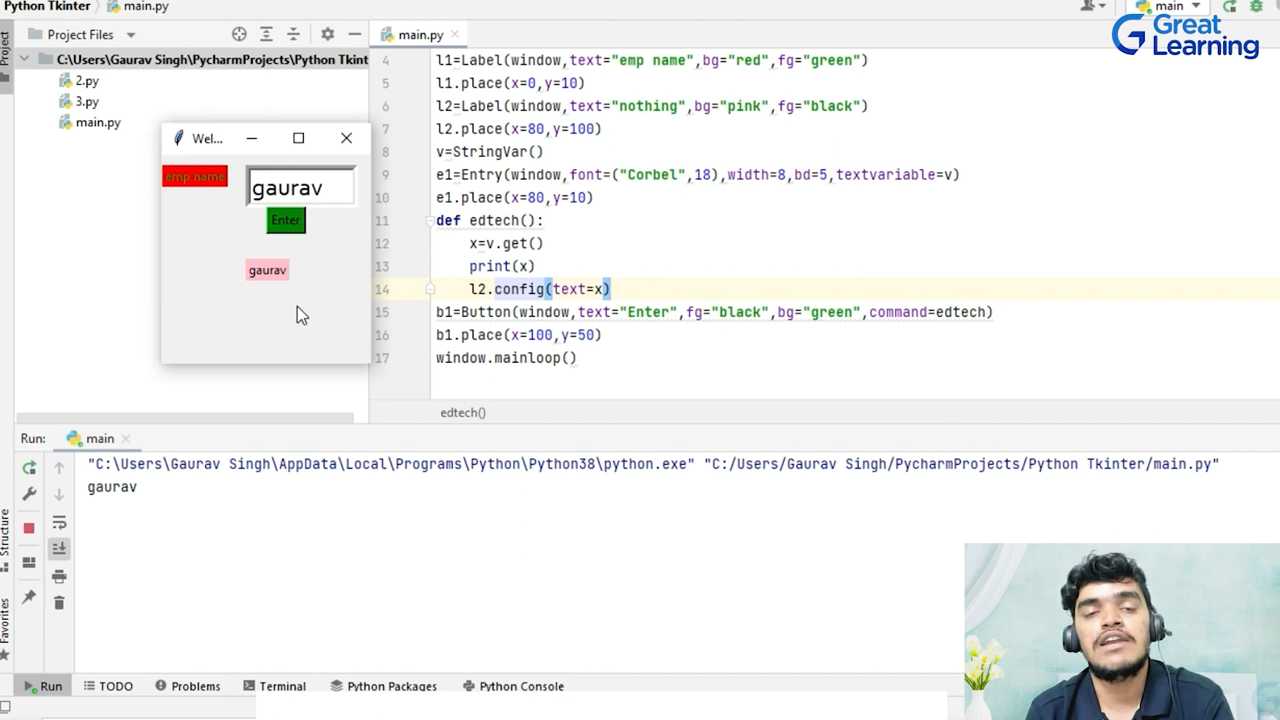 Python Tkinter
main.py
main
Great
Learning
Project
Project Files
main.py
C:\Users\Gaurav Singh\PycharmProjects\Python Tkint
2.py
3.py
main.py
Wel...
emp name
gaurav
Enter
gaurav
4 l1=Label(window,text="emp name",bg="red",fg="green")
5 l1.place(x=0,y=10)
6 l2=Label(window,text="nothing",bg="pink",fg="black")
7 l2.place(x=80,y=100)
8 v=StringVar()
9 e1=Entry(window,font=("Corbel",18),width=8,bd=5,textvariable=v)
10 e1.place(x=80,y=10)
11 def edtech():
12 x=v.get()
13 print(x)
14 l2.config(text=x)
15 b1=Button(window,text="Enter",fg="black",bg="green",command=edtech)
16 b1.place(x=100,y=50)
17 window.mainloop()
edtech()
Run: main
"C:\Users\Gaurav Singh\AppData\Local\Programs\Python\Python38\python.exe" "C:/Users/Gaurav Singh/PycharmProjects/Python Tkinter/main.py"
gaurav
Structure
Favorites
Run TODO Problems Terminal Python Packages Python Console